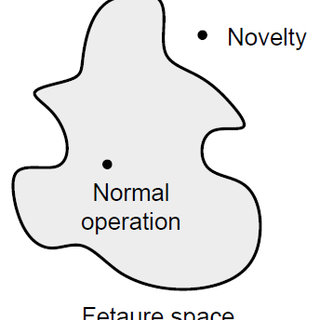 Novelty
Normal
operation
Fetaure space